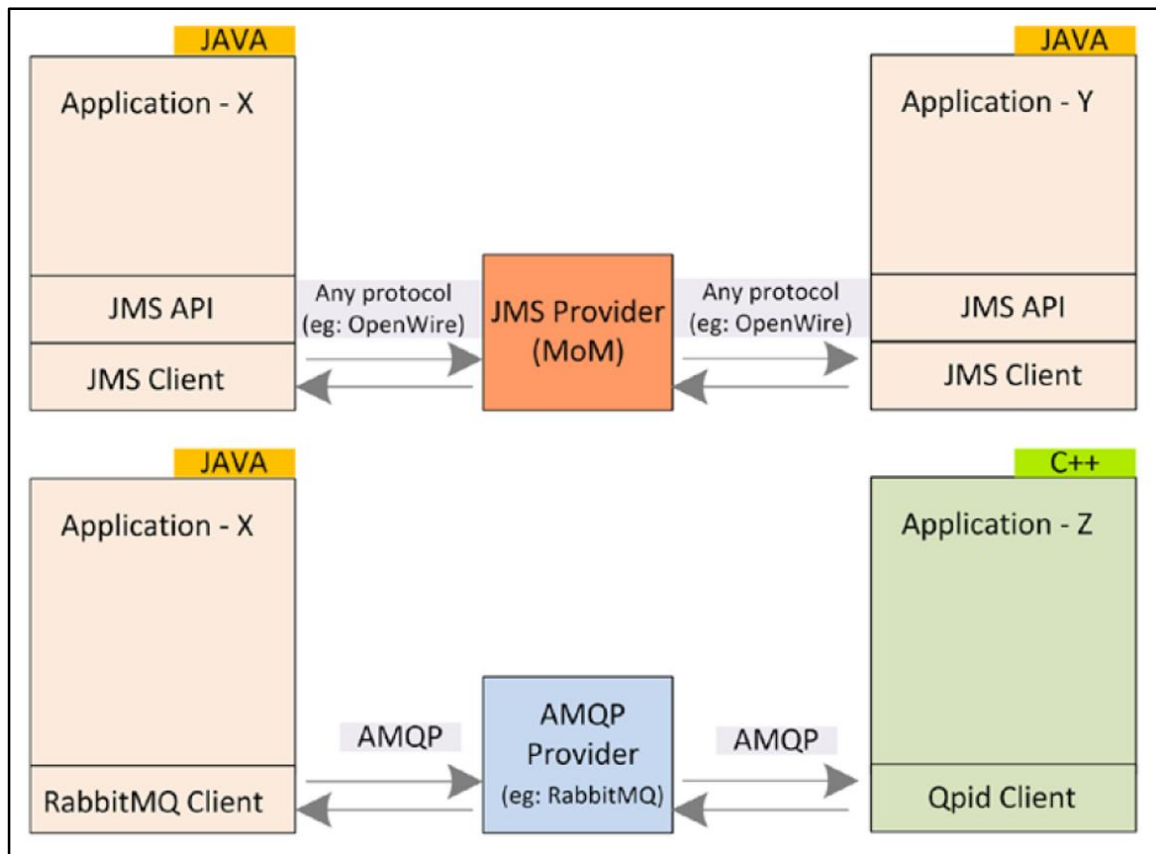 JAVA
JAVA
Application - X
Application - Y
JMS API
Any protocol
(eg: OpenWire)
JMS Provider
(MoM)
Any protocol
(eg: OpenWire)
JMS API
JMS Client
JMS Client
JAVA
C++
Application - X
Application - Z
AMQP
AMQP
Provider
(eg: RabbitMQ)
AMQP
RabbitMQ Client
Qpid Client